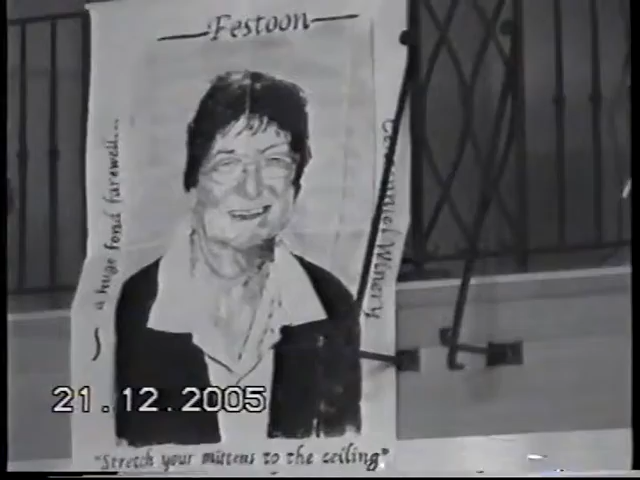 Festoon
a huge fond farewell...
Winery
21.12.2005
"Stretch your mittens to the ceiling"